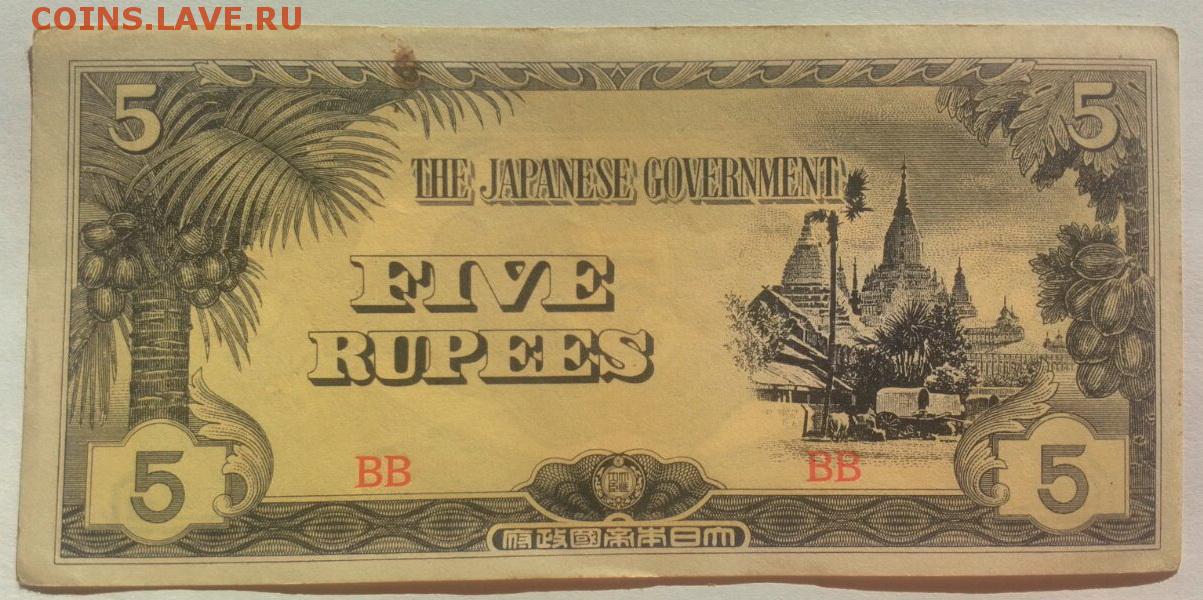 COINS.LAVE.RU
5 5
THE JAPANESE GOVERNMENT
FIVE
RUPEES
BB BB
5 5
大日本帝國政府